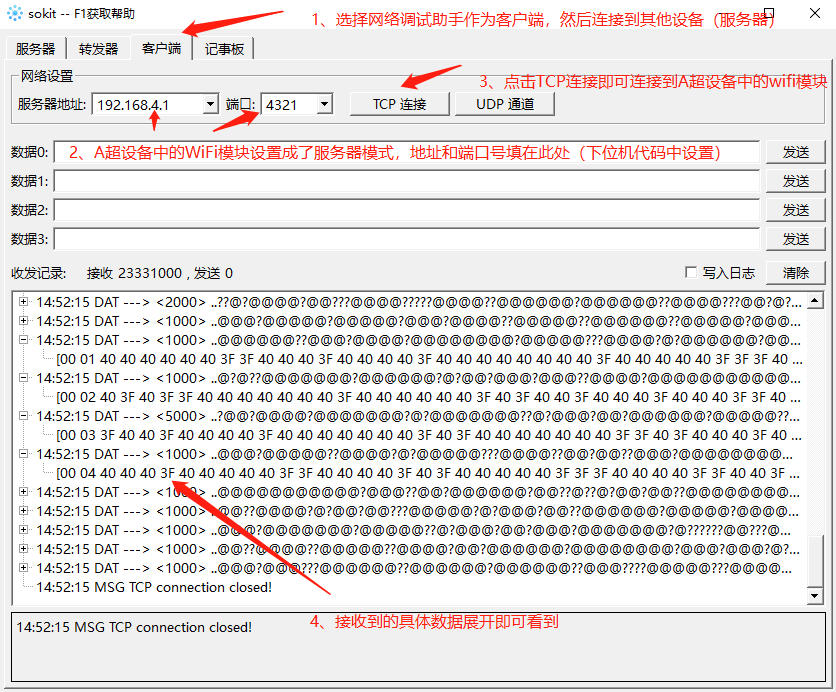 sokit -- F1获取帮助
1、选择网络调试助手作为客户端，然后连接到其他设备（服务器）
服务器 转发器 客户端 记事板
网络设置
3、点击TCP连接即可连接到A超设备中的wifi模块
服务器地址: 192.168.4.1 端口: 4321 TCP 连接 UDP 通道
数据0: 2、A超设备中的WiFi模块设置成了服务器模式，地址和端口号填在此处（下位机代码中设置） 发送
数据1: 发送
数据2: 发送
数据3: 发送
收发记录: 接收 23331000 , 发送 0 写入日志 清除
14:52:15 DAT ---> <2000> ..??@?@@@@?@@???@@@@?????@@@@??@@@@@@?@@@@@@??@@@@???@@?@?...
14:52:15 DAT ---> <1000> ..@@@?@@@@@?@@@@@?@@@?@@@@??@@@@@??@@@@@@??@@@@@?@@@...
14:52:15 DAT ---> <1000> ..@@@@@@??@@@?@@@@?@@@@@@@@@?@@@@@???@@@@?@?@@@@@@@...
[00 01 40 40 40 40 40 40 3F 3F 40 40 40 3F 40 40 40 40 3F 40 40 40 40 40 40 40 40 3F 40 40 40 40 40 3F 3F 3F 40 ...
14:52:15 DAT ---> <1000> ..@?@??@@@@@@@?@@@@@@?@?@@?@@@?@@@??@@@@?@@@@@@@@@@@...
[00 02 40 3F 40 3F 3F 40 40 40 40 40 40 40 3F 40 40 40 40 40 40 3F 40 3F 40 40 3F 40 40 40 3F 40 40 40 3F 3F 40 ...
14:52:15 DAT ---> <5000> ..?@@?@@@@?@@@@@@@?@?@@@@@@@??@?@@@?@@?@@@@@@?@@@@@??...
[00 03 3F 40 40 3F 40 40 40 40 3F 40 40 40 40 40 40 40 3F 40 3F 40 40 40 40 40 40 40 3F 3F 40 3F 40 40 40 3F 40 ...
14:52:15 DAT ---> <1000> ..@@@?@@@@@??@@@@?@?@@@@@@@???@@@@??@@?@@?@@@@@@@@...
[00 04 40 40 40 3F 40 40 40 40 40 3F 3F 40 40 40 40 3F 40 3F 40 40 40 40 40 40 3F 3F 3F 40 40 40 40 3F 3F 40 40 3F ...
14:52:15 DAT ---> <1000> ..@@@@@@@@@@@?@@@??@@?@@@@@@?@@?@@?@?@@??@@@@@@@@...
14:52:15 DAT ---> <1000> ..@@??@@@@?@?@@?@@???@@@@@?@?@@@?@@?@@@@@@?@@@@?@@@@...
14:52:15 DAT ---> <1000> ..@@@?@@@@@@@?@@@@@??@?@@?@@?@@@?@@@@@@@?@??????@@???@...
14:52:15 DAT ---> <1000> ..@@??@@@@??@@@@@??@@@@?@@@?@@@@@@?@@@@@@@?@@@?@@@?@?...
14:52:15 DAT ---> <1000> ..@@@?@@@???@@@@@@??@@@@@@?@@@@@@??@@@????@@@@@???@@@@...
14:52:15 MSG TCP connection closed!
14:52:15 MSG TCP connection closed!
4、接收到的具体数据展开即可看到